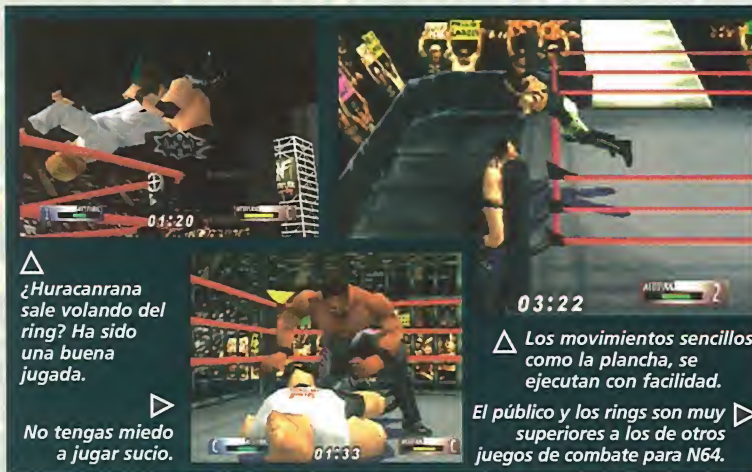 01:20
¿Huracanrana
sale volando del
ring? Ha sido
una buena
jugada.
No tengas miedo
a jugar sucio.
01:33
03:22
2
Los movimientos sencillos
como la plancha, se
ejecutan con facilidad.
El público y los rings son muy
superiores a los de otros
juegos de combate para N64.